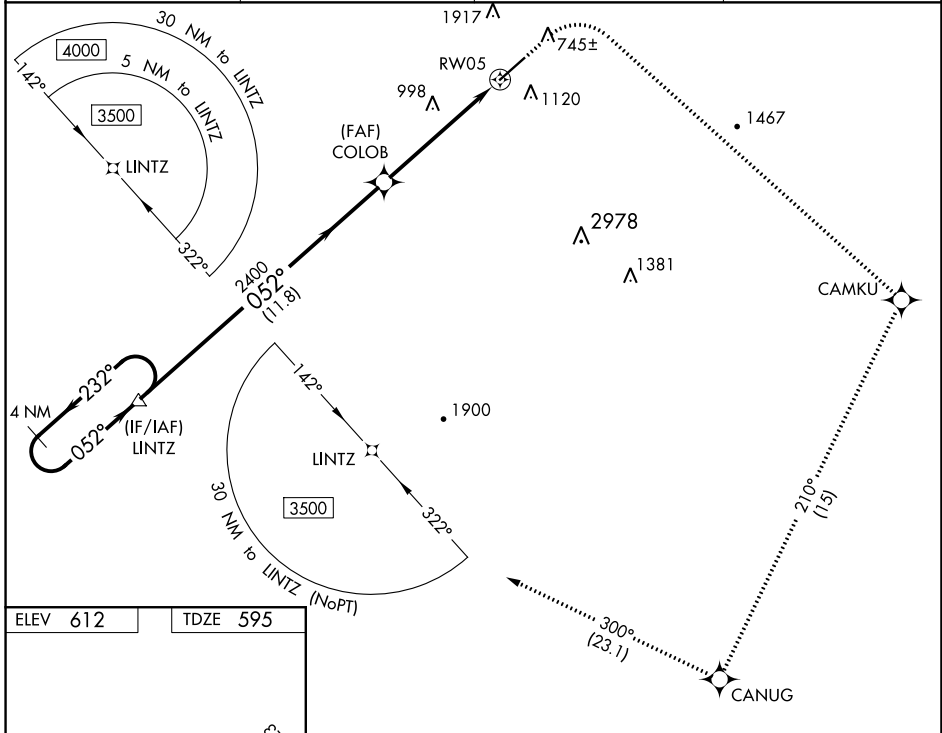 30 NM to LINTZ
4000
5 NM to LINTZ
3500
142°
LINTZ
322°
1917
745±
RW05
998
1120
1467
(FAF)
COLOB
2978
1381
CAMKU
2400
052°
(11.8)
232°
4 NM
052°
(IF/IAF)
LINTZ
142°
1900
LINTZ
3500
322°
30 NM to LINTZ (NoPT)
210°
(15)
300°
(23.1)
CANUG
ELEV 612
TDZE 595